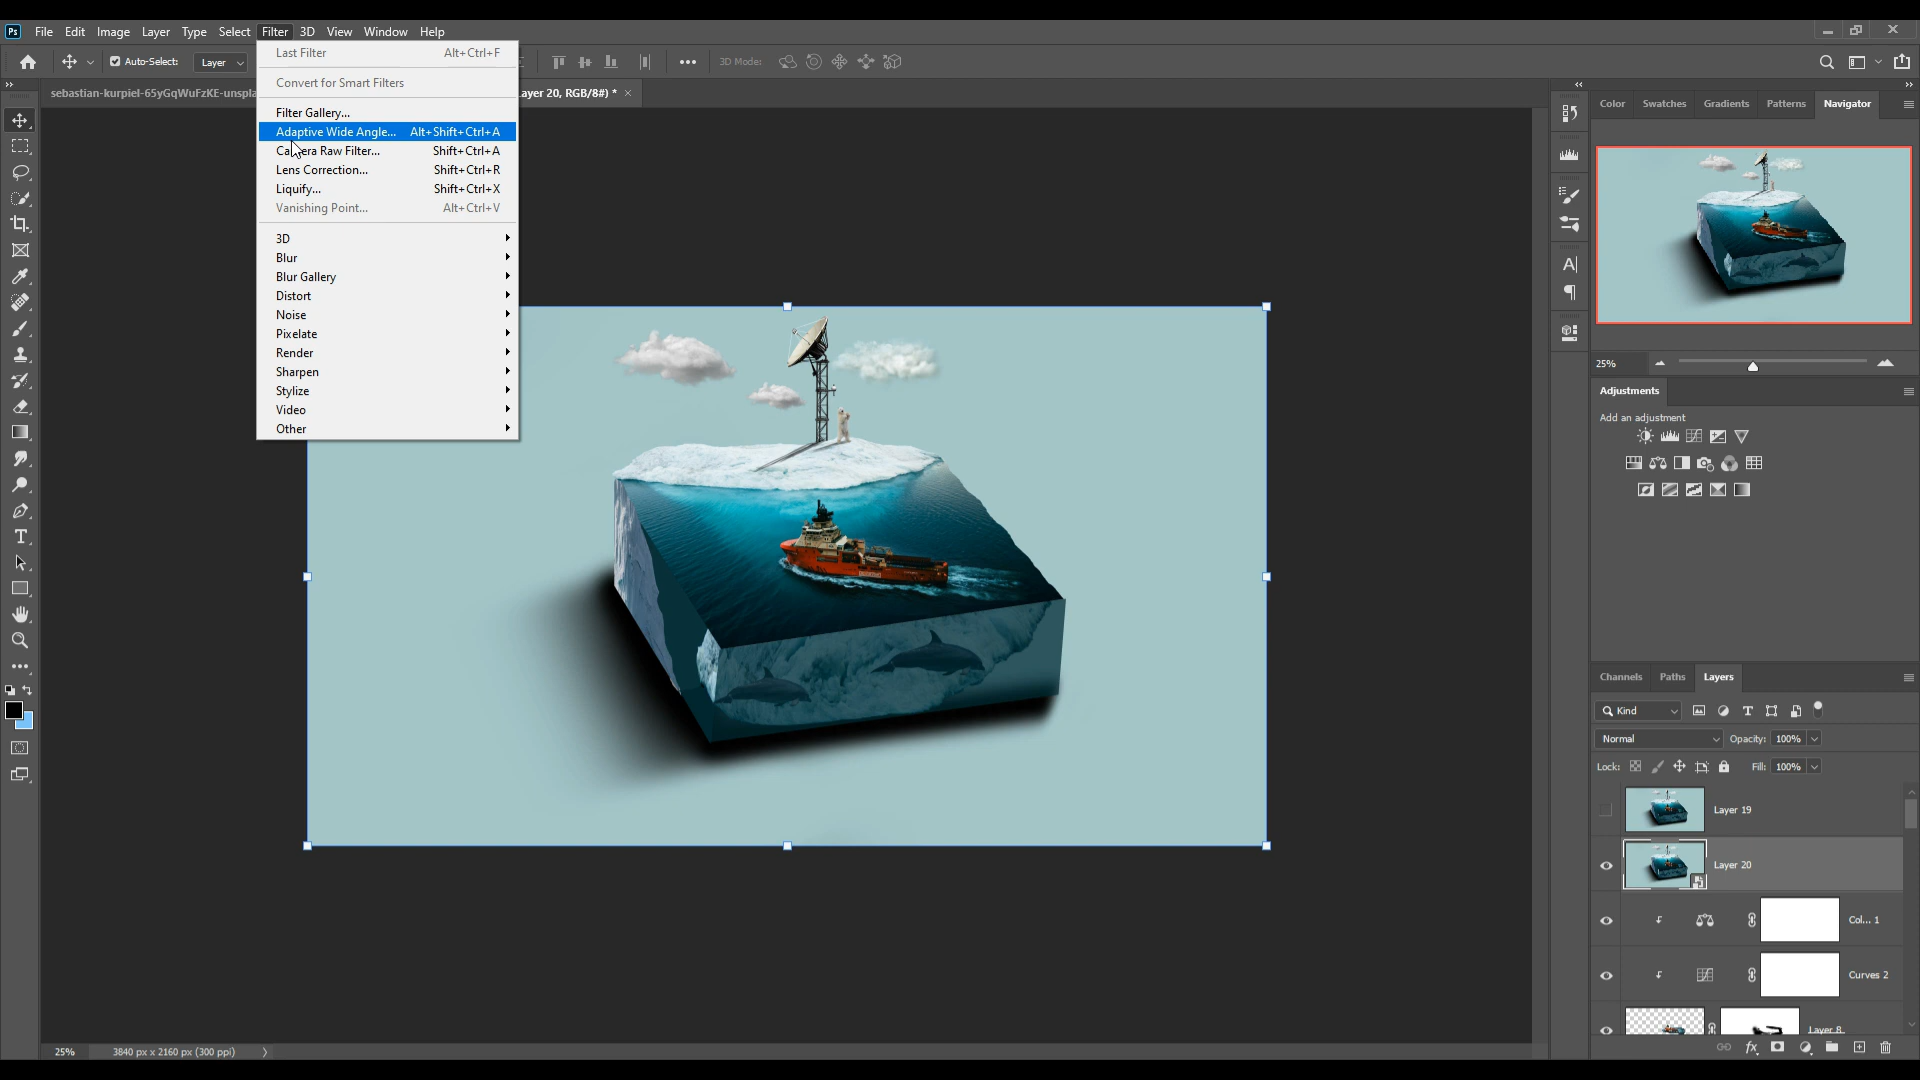 Ps File Edit Image Layer Type Select Filter 3D View Window Help
Auto-Select: Layer 3D Mode:
sebastian-kurpiel-65yGqWuFzKE-unspla
ayer 20, RGB/8#) *
Last Filter Alt+Ctrl+F
Convert for Smart Filters
Filter Gallery...
Adaptive Wide Angle... Alt+Shift+Ctrl+A
Camera Raw Filter... Shift+Ctrl+A
Lens Correction... Shift+Ctrl+R
Liquify... Shift+Ctrl+X
Vanishing Point... Alt+Ctrl+V
3D
Blur
Blur Gallery
Distort
Noise
Pixelate
Render
Sharpen
Stylize
Video
Other
Color Swatches Gradients Patterns Navigator
25%
Adjustments
Add an adjustment
Channels Paths Layers
Kind
Normal Opacity: 100%
Lock: Fill: 100%
Layer 19
Layer 20
Col... 1
Curves 2
Layer 8
25% 3840 px x 2160 px (300 ppi)